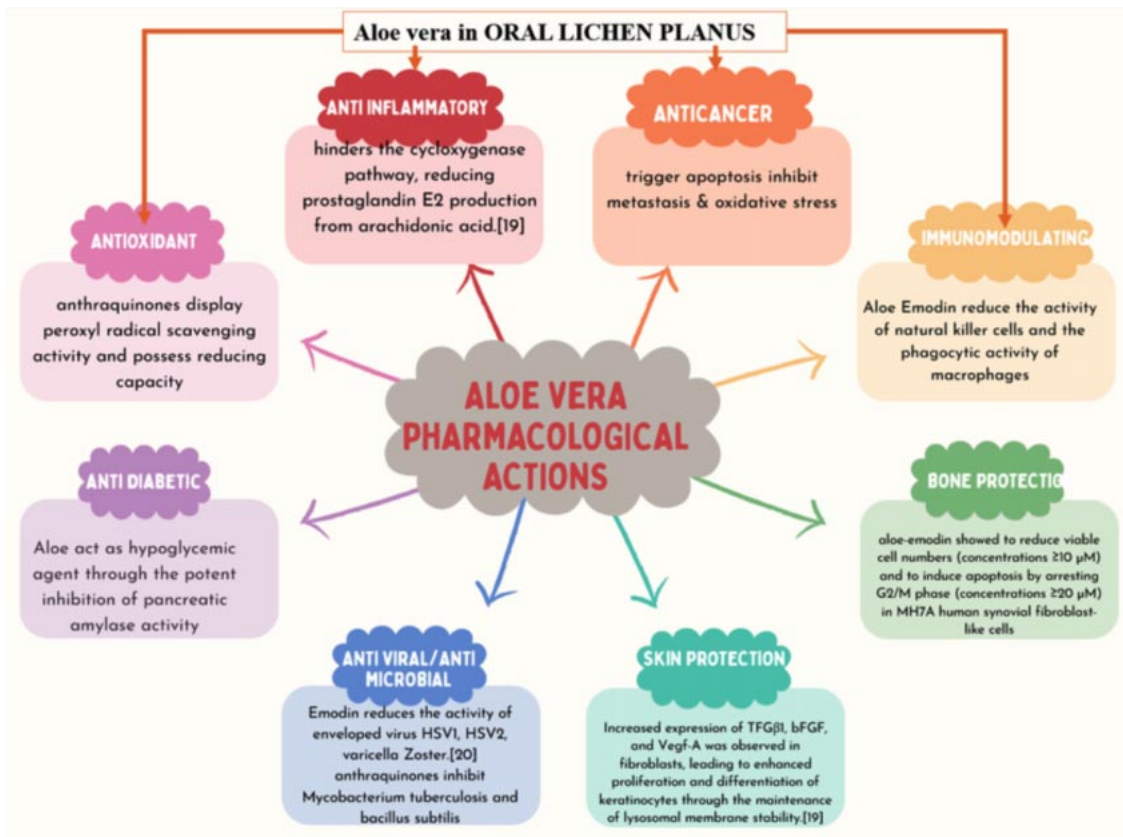 Aloe vera in ORAL LICHEN PLANUS
ANTI INFLAMMATORY
hinders the cycloxygenase
pathway, reducing
prostaglandin E2 production
from arachidonic acid.[19]
ANTICANCER
trigger apoptosis inhibit
metastasis & oxidative stress
ANTIOXIDANT
anthraquinones display
peroxyl radical scavenging
activity and possess reducing
capacity
IMMUNOMODULATING
Aloe Emodin reduce the activity
of natural killer cells and the
phagocytic activity of
macrophages
ALOE VERA
PHARMACOLOGICAL
ACTIONS
ANTI DIABETIC
Aloe act as hypoglycemic
agent through the potent
inhibition of pancreatic
amylase activity
BONE PROTECTIO
aloe-emodin showed to reduce viable
cell numbers (concentrations ≥10 μM)
and to induce apoptosis by arresting
G2/M phase (concentrations ≥20 μM)
in MH7A human synovial fibroblast-
like cells
ANTI VIRAL/ANTI
MICROBIAL
Emodin reduces the activity of
enveloped virus HSV1, HSV2,
varicella Zoster.[20]
anthraquinones inhibit
Mycobacterium tuberculosis and
bacillus subtilis
SKIN PROTECTION
Increased expression of TFGβ1, bFGF,
and Vegf-A was observed in
fibroblasts, leading to enhanced
proliferation and differentiation of
keratinocytes through the maintenance
of lysosomal membrane stability.[19]